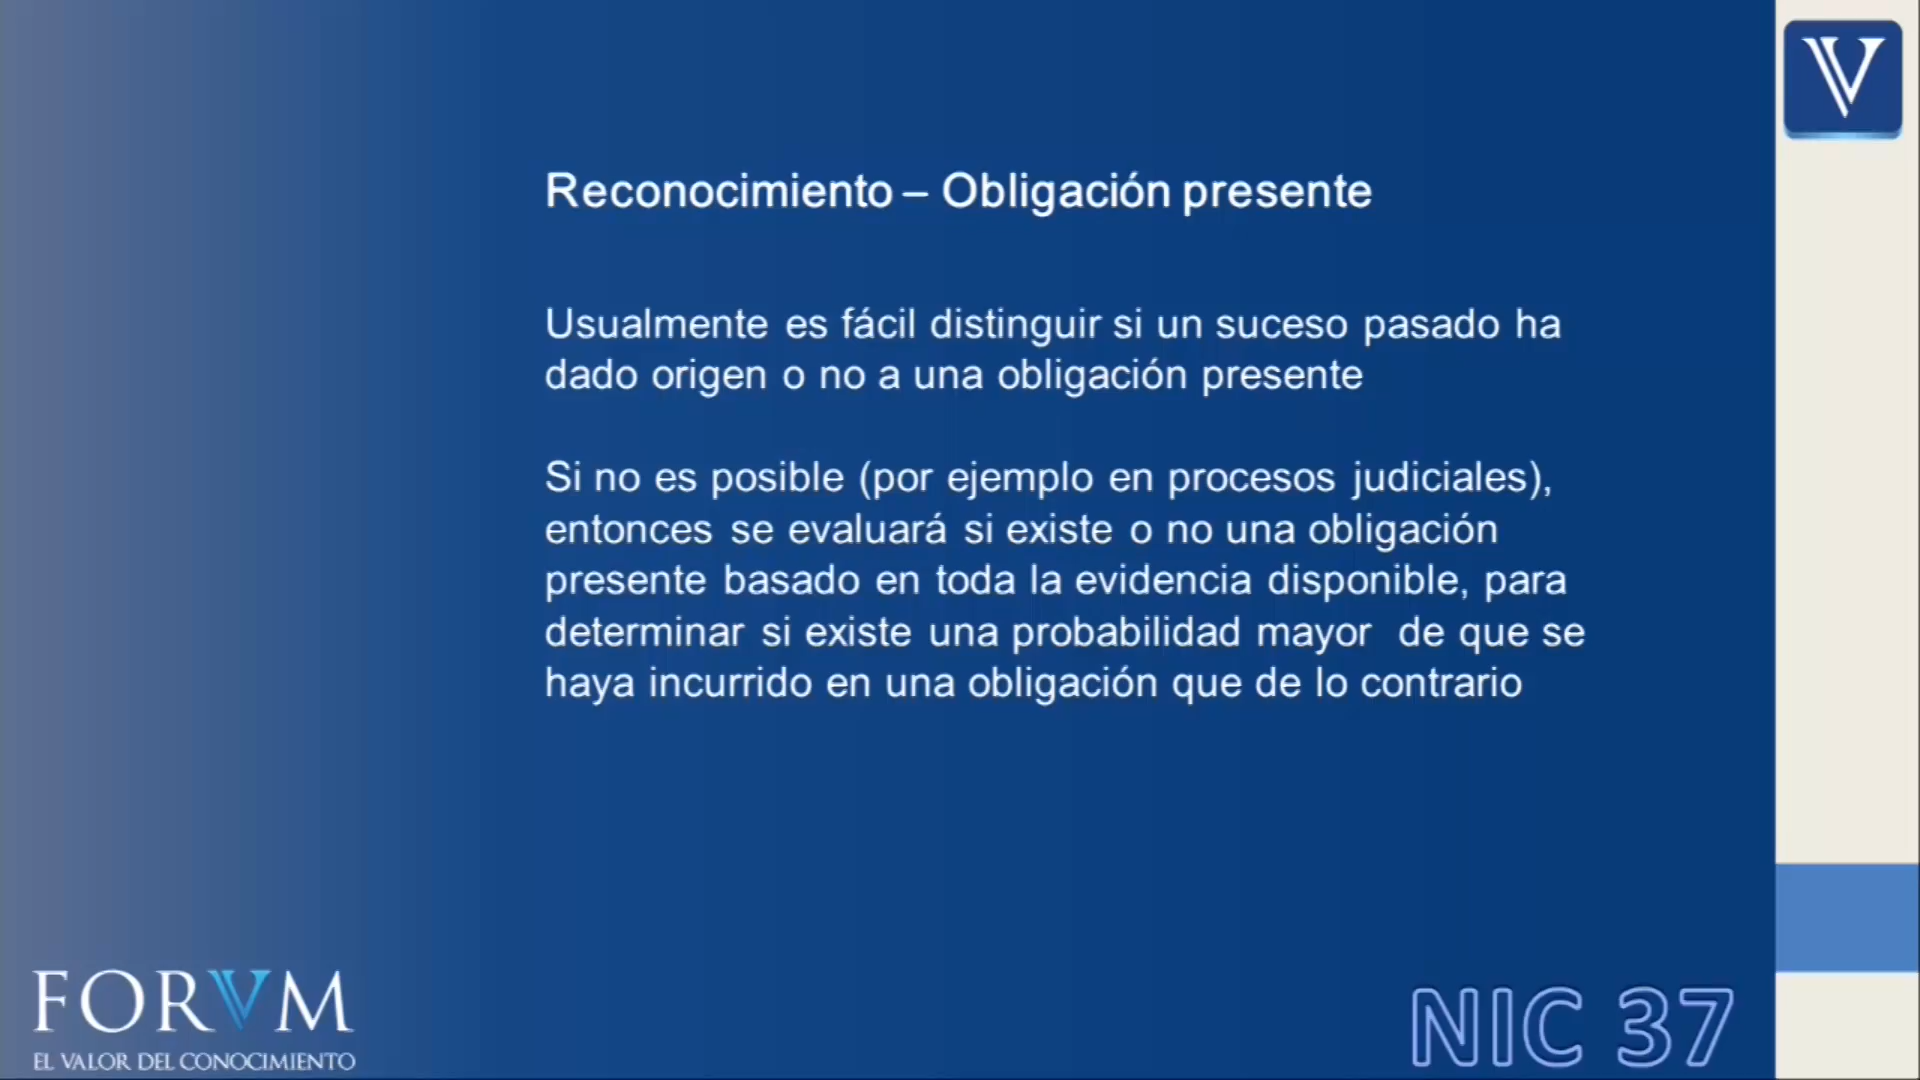 Reconocimiento – Obligación presente
Usualmente es fácil distinguir si un suceso pasado ha
dado origen o no a una obligación presente
Si no es posible (por ejemplo en procesos judiciales),
entonces se evaluará si existe o no una obligación
presente basado en toda la evidencia disponible, para
determinar si existe una probabilidad mayor de que se
haya incurrido en una obligación que de lo contrario
FORVM
EL VALOR DEL CONOCIMIENTO
NIC 37
V